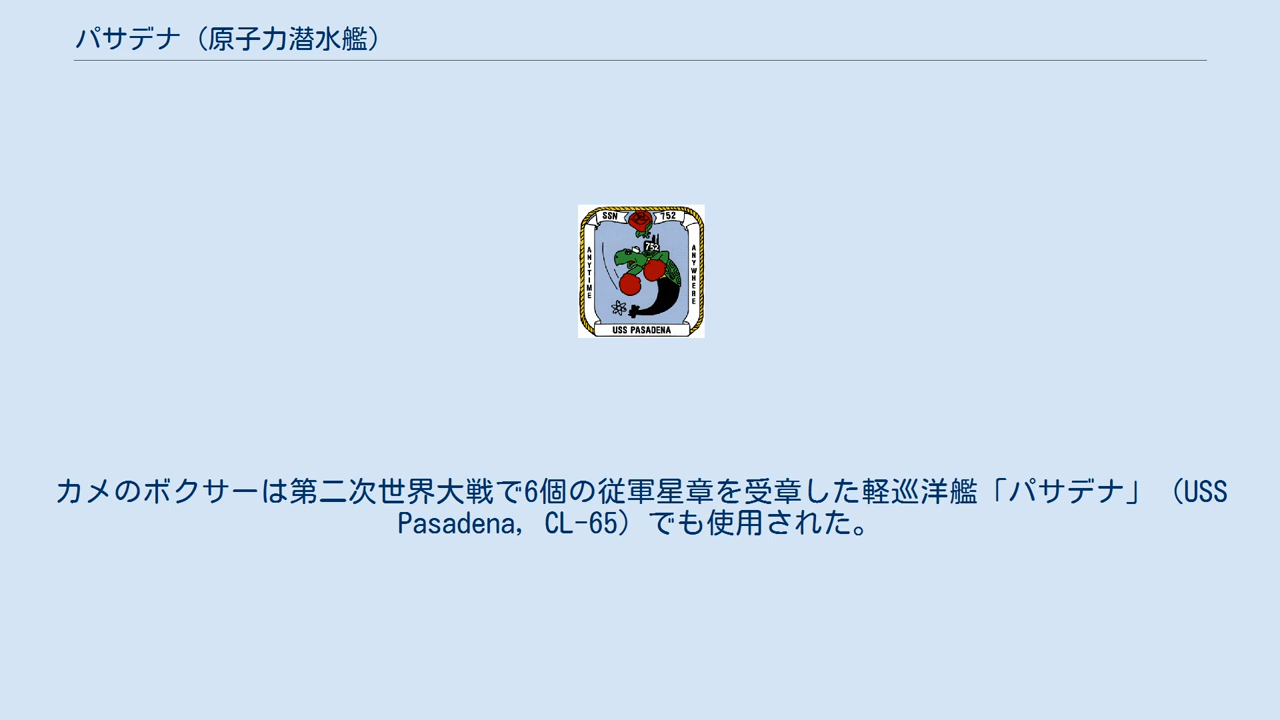 パサデナ（原子力潜水艦）
SSN 752
752
ANYTIME
ANYWHERE
USS PASADENA
カメのボクサーは第二次世界大戦で6個の従軍星章を受章した軽巡洋艦「パサデナ」（USS
Pasadena, CL-65）でも使用された。